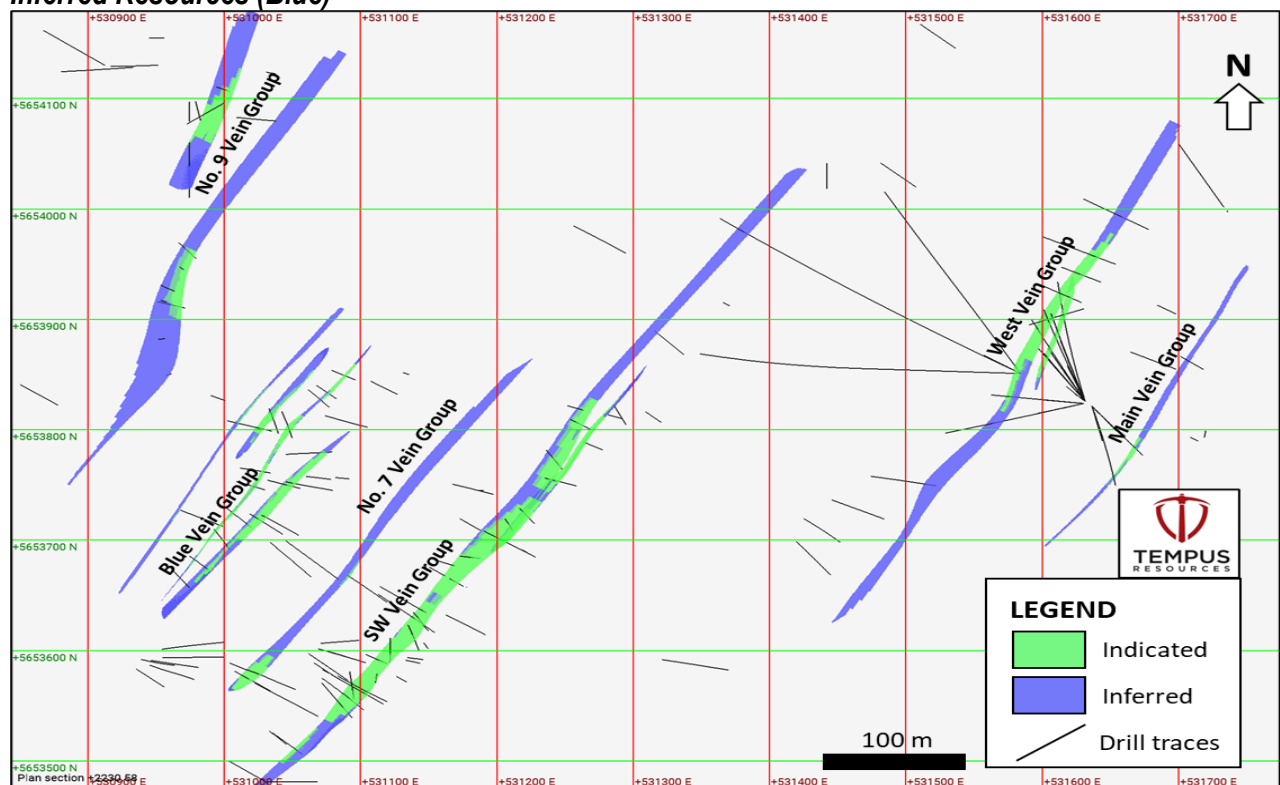 Inferred Resources (Blue)
+530900 E
+531000 E
+531100 E
+531200 E
+531300 E
+531400 E
+531500 E
+531600 E
+531700 E
N
+5654100 N
No. 9 Vein Group
+5654000 N
West Vein Group
+5653900 N
Main Vein Group
+5653800 N
No. 7 Vein Group
Blue Vein Group
+5653700 N
SW Vein Group
TEMPUS
RESOURCES
LEGEND
+5653600 N
Indicated
Inferred
100 m
Drill traces
+5653500 N
Plan section +2230.58
+530900 E
+531000 E
+531100 E
+531200 E
+531300 E
+531400 E
+531500 E
+531600 E
+531700 E